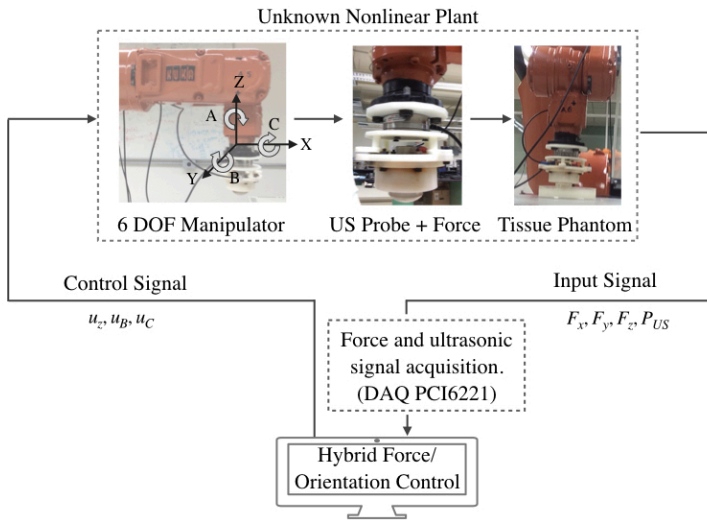 Unknown Nonlinear Plant
KUKA
Z
A
C
X
Y
B
6 DOF Manipulator
US Probe + Force
Tissue Phantom
Control Signal
u_z, u_B, u_C
Input Signal
F_x, F_y, F_z, P_US
Force and ultrasonic
signal acquisition.
(DAQ PCI6221)
Hybrid Force/
Orientation Control